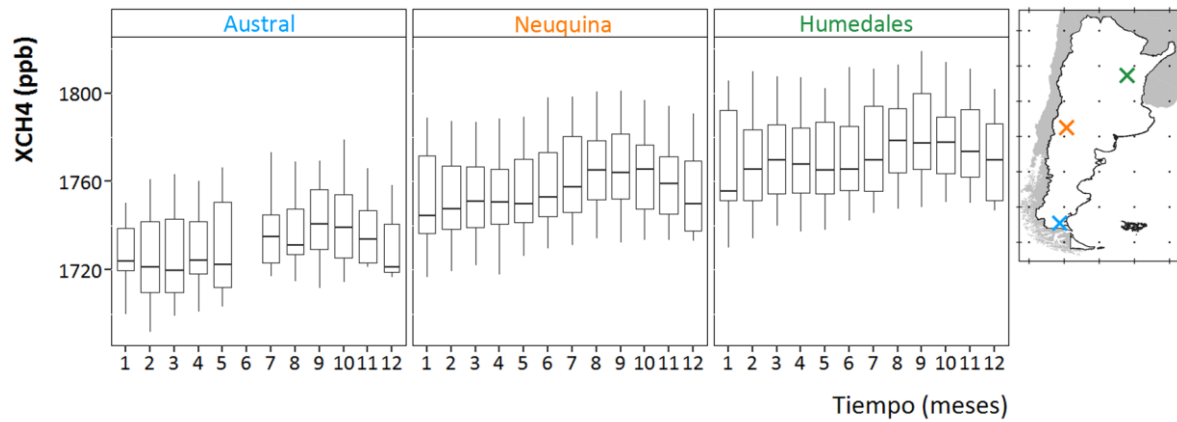 Austral Neuquina Humedales
XCH4 (ppb)
1800
1760
1720
1 2 3 4 5 6 7 8 9 10 11 12 1 2 3 4 5 6 7 8 9 10 11 12 1 2 3 4 5 6 7 8 9 10 11 12
Tiempo (meses)